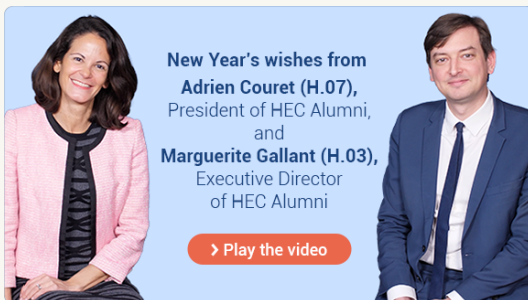 New Year's wishes from
Adrien Couret (H.07),
President of HEC Alumni,
and
Marguerite Gallant (H.03),
Executive Director
of HEC Alumni
> Play the video